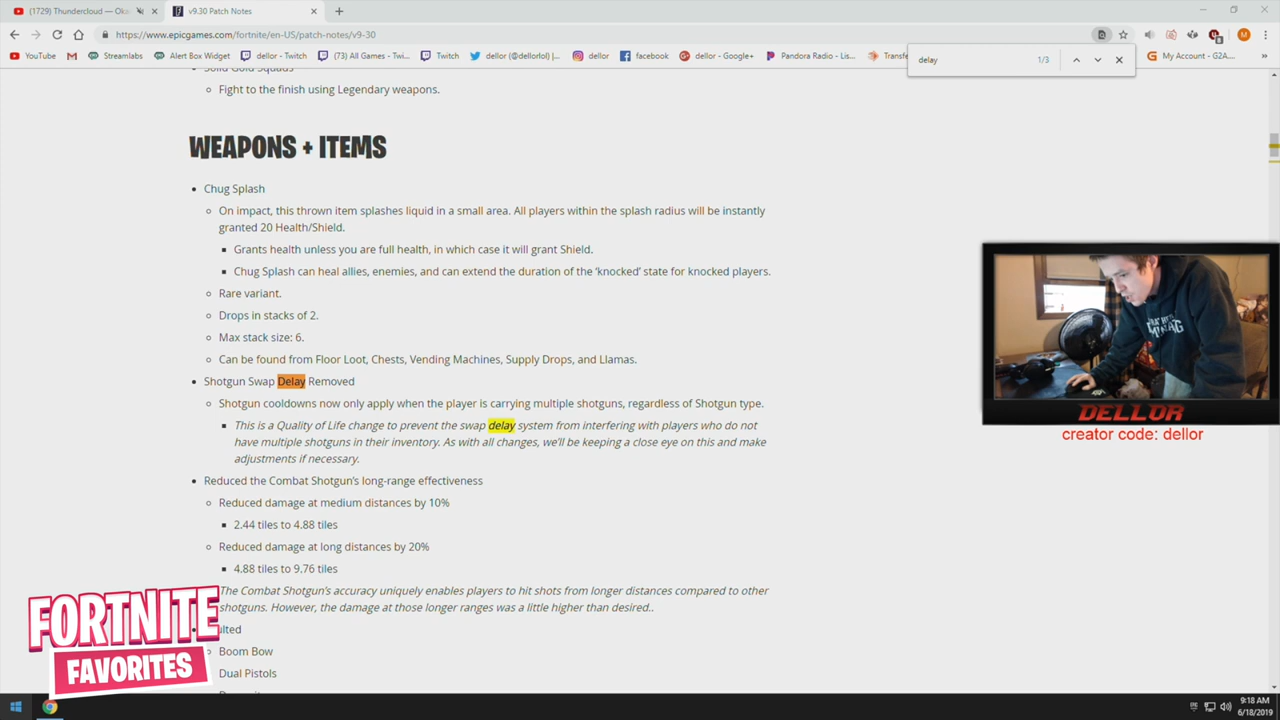 (1729) Thundercloud — Oka
v9.30 Patch Notes
https://www.epicgames.com/fortnite/en-US/patch-notes/v9-30
YouTube
Streamlabs
Alert Box Widget
dellor - Twitch
(73) All Games - Twi...
Twitch
dellor (@dellorlol) |...
dellor
facebook
dellor - Google+
Pandora Radio - Lis...
Transfe
My Account - G2A....
delay 1/3
Solid Gold Squads
Fight to the finish using Legendary weapons.
WEAPONS + ITEMS
Chug Splash
On impact, this thrown item splashes liquid in a small area. All players within the splash radius will be instantly
granted 20 Health/Shield.
Grants health unless you are full health, in which case it will grant Shield.
Chug Splash can heal allies, enemies, and can extend the duration of the ‘knocked’ state for knocked players.
Rare variant.
Drops in stacks of 2.
Max stack size: 6.
Can be found from Floor Loot, Chests, Vending Machines, Supply Drops, and Llamas.
Shotgun Swap Delay Removed
Shotgun cooldowns now only apply when the player is carrying multiple shotguns, regardless of Shotgun type.
This is a Quality of Life change to prevent the swap delay system from interfering with players who do not
have multiple shotguns in their inventory. As with all changes, we’ll be keeping a close eye on this and make
adjustments if necessary.
Reduced the Combat Shotgun’s long-range effectiveness
Reduced damage at medium distances by 10%
2.44 tiles to 4.88 tiles
Reduced damage at long distances by 20%
4.88 tiles to 9.76 tiles
The Combat Shotgun’s accuracy uniquely enables players to hit shots from longer distances compared to other
shotguns. However, the damage at those longer ranges was a little higher than desired..
ulted
Boom Bow
Dual Pistols
DELLOR
creator code: dellor
FORTNITE
FAVORITES
9:18 AM
6/18/2019